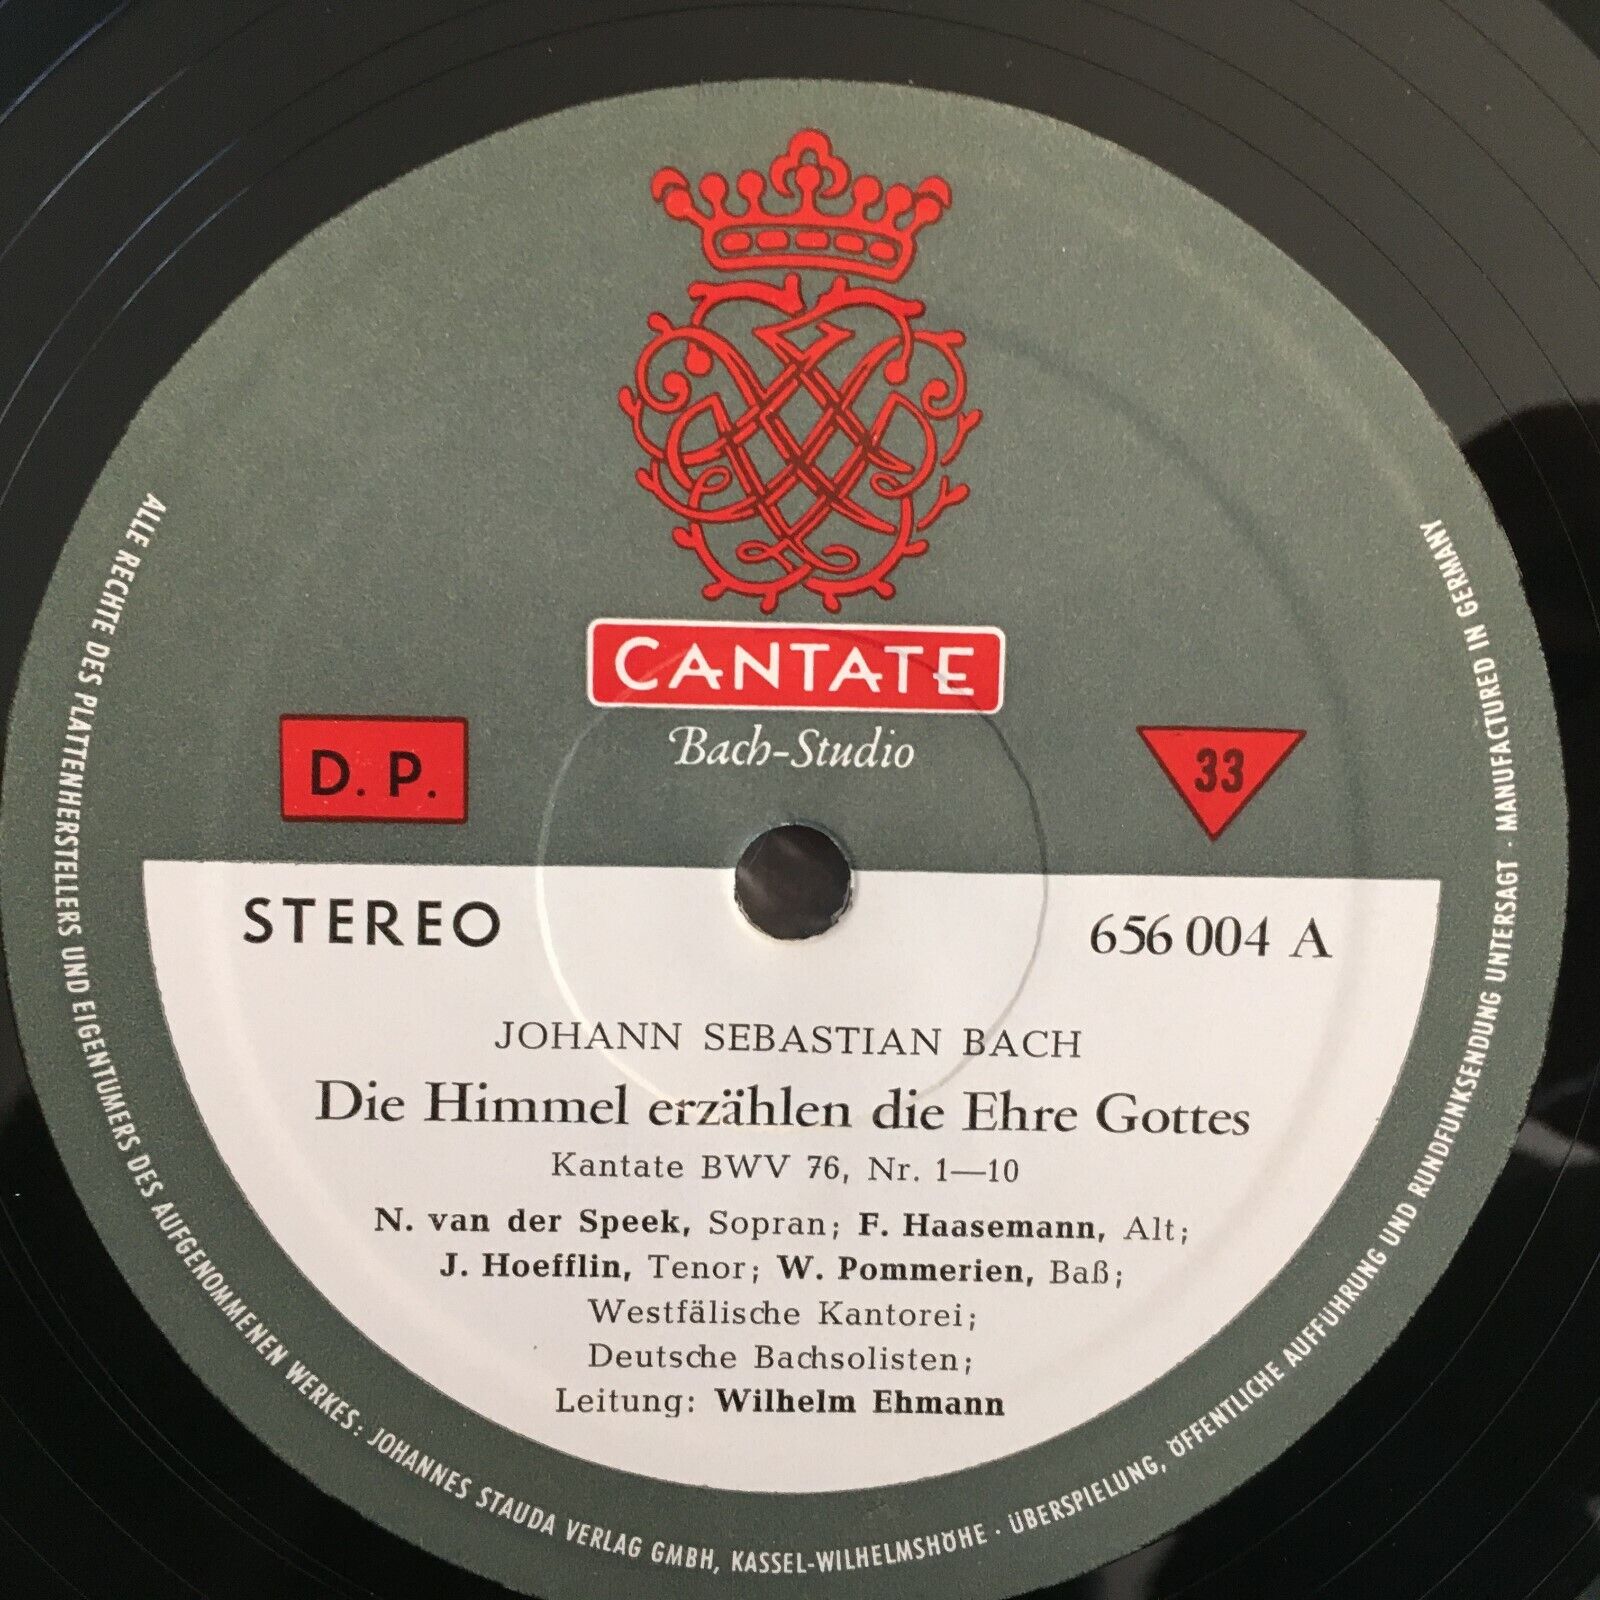 CANTATE
Bach-Studio
D. P.
33
STEREO
656 004 A
JOHANN SEBASTIAN BACH
Die Himmel erzählen die Ehre Gottes
Kantate BWV 76, Nr. 1—10
N. van der Speek, Sopran; F. Haasemann, Alt;
J. Hoefflin, Tenor; W. Pommerien, Baß;
Westfälische Kantorei;
Deutsche Bachsolisten;
Leitung: Wilhelm Ehmann
ALLE RECHTE DES PLATTENHERSTELLERS UND EIGENTUMERS DES AUFGENOMMENEN WERKES: JOHANNES STAUDA VERLAG GMBH, KASSEL-WILHELMSHÖHE · ÜBERSPIELUNG, ÖFFENTLICHE AUFFÜHRUNG UND RUNDFUNKSENDUNG UNTERSAGT · MANUFACTURED IN GERMANY